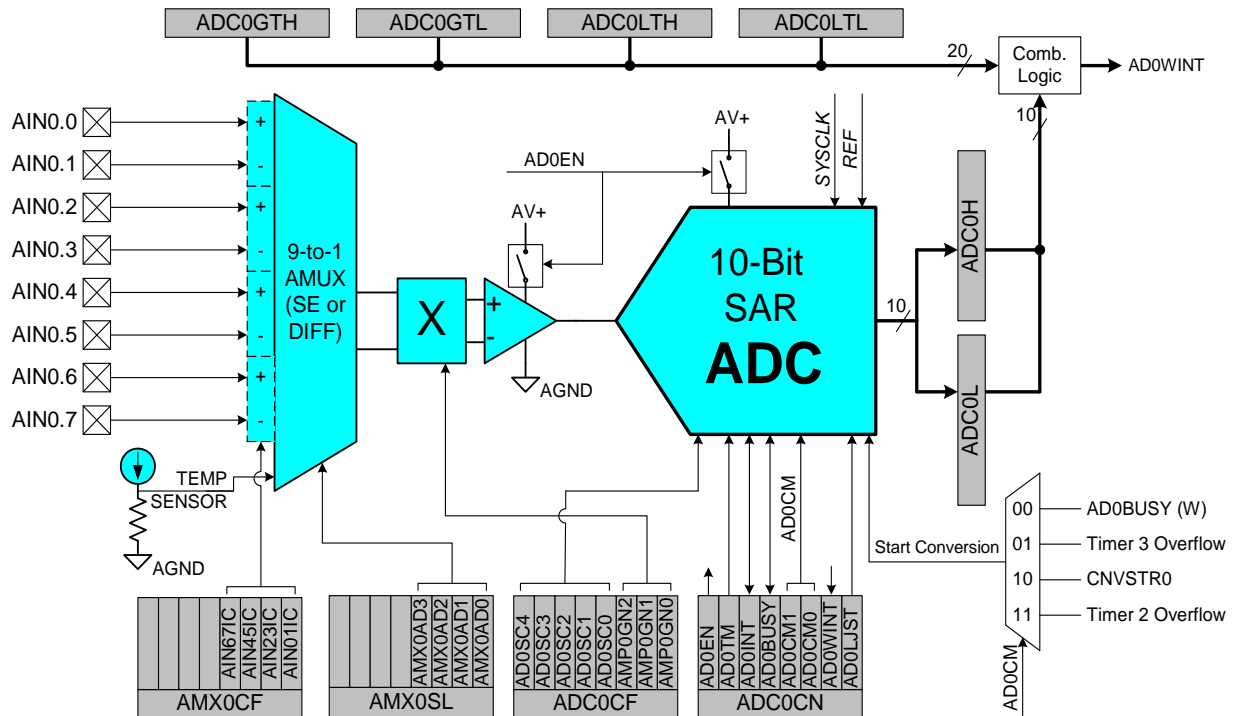 ADC0GTH
ADC0GTL
ADC0LTH
ADC0LTL
20
Comb.
Logic
AD0WINT
10
AIN0.0
AIN0.1
AIN0.2
AIN0.3
AIN0.4
AIN0.5
AIN0.6
AIN0.7
+
-
+
-
+
-
+
-
9-to-1
AMUX
(SE or
DIFF)
X
+
-
AV+
AGND
AD0EN
AV+
SYSCLK
REF
10-Bit
SAR
ADC
10
ADC0H
ADC0L
TEMP
SENSOR
AGND
AD0CM
Start Conversion
00
01
10
11
AD0BUSY (W)
Timer 3 Overflow
CNVSTR0
Timer 2 Overflow
AD0CM
AIN67IC
AIN45IC
AIN23IC
AIN01IC
AMX0CF
AMX0AD3
AMX0AD2
AMX0AD1
AMX0AD0
AMX0SL
AD0SC4
AD0SC3
AD0SC2
AD0SC1
AD0SC0
AMP0GN2
AMP0GN1
AMP0GN0
ADC0CF
AD0EN
AD0TM
AD0INT
AD0BUSY
AD0CM1
AD0CM0
AD0WINT
AD0LJST
ADC0CN